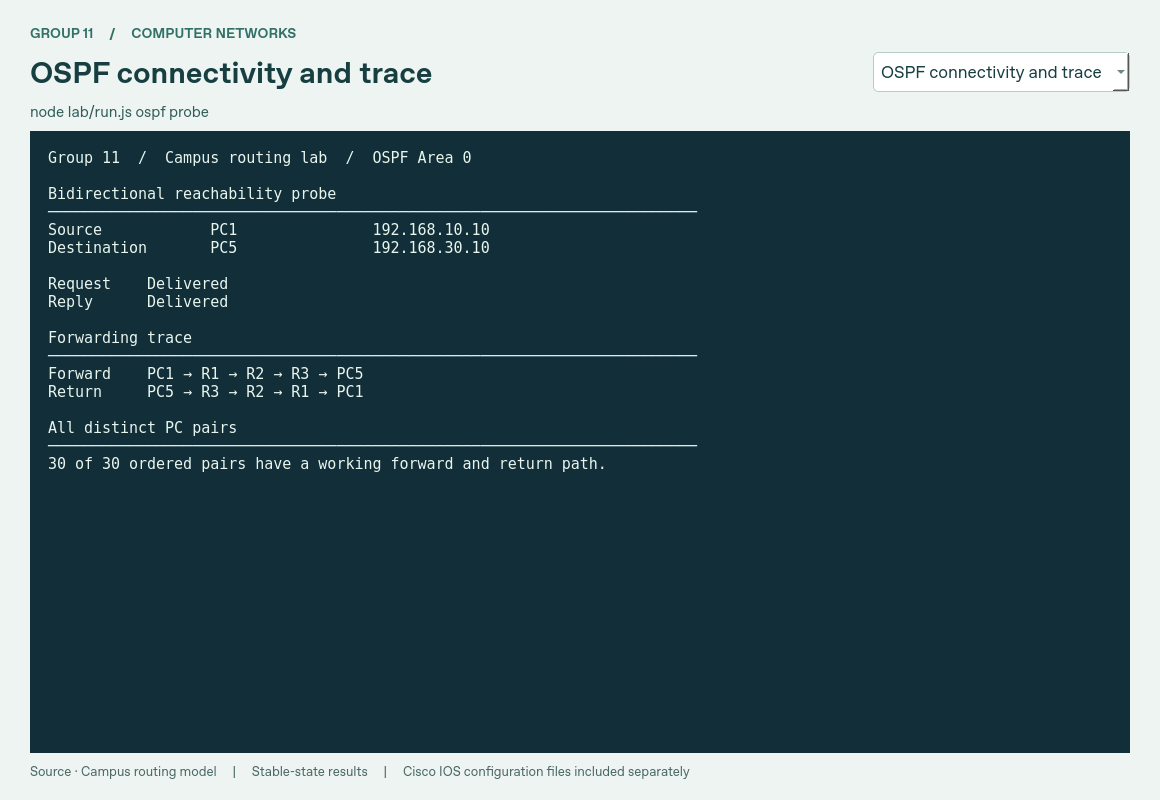 GROUP 11 / COMPUTER NETWORKS
OSPF connectivity and trace
OSPF connectivity and trace
node lab/run.js ospf probe
Group 11 / Campus routing lab / OSPF Area 0
Bidirectional reachability probe
Source PC1 192.168.10.10
Destination PC5 192.168.30.10
Request Delivered
Reply Delivered
Forwarding trace
Forward PC1 → R1 → R2 → R3 → PC5
Return PC5 → R3 → R2 → R1 → PC1
All distinct PC pairs
30 of 30 ordered pairs have a working forward and return path.
Source · Campus routing model | Stable-state results | Cisco IOS configuration files included separately